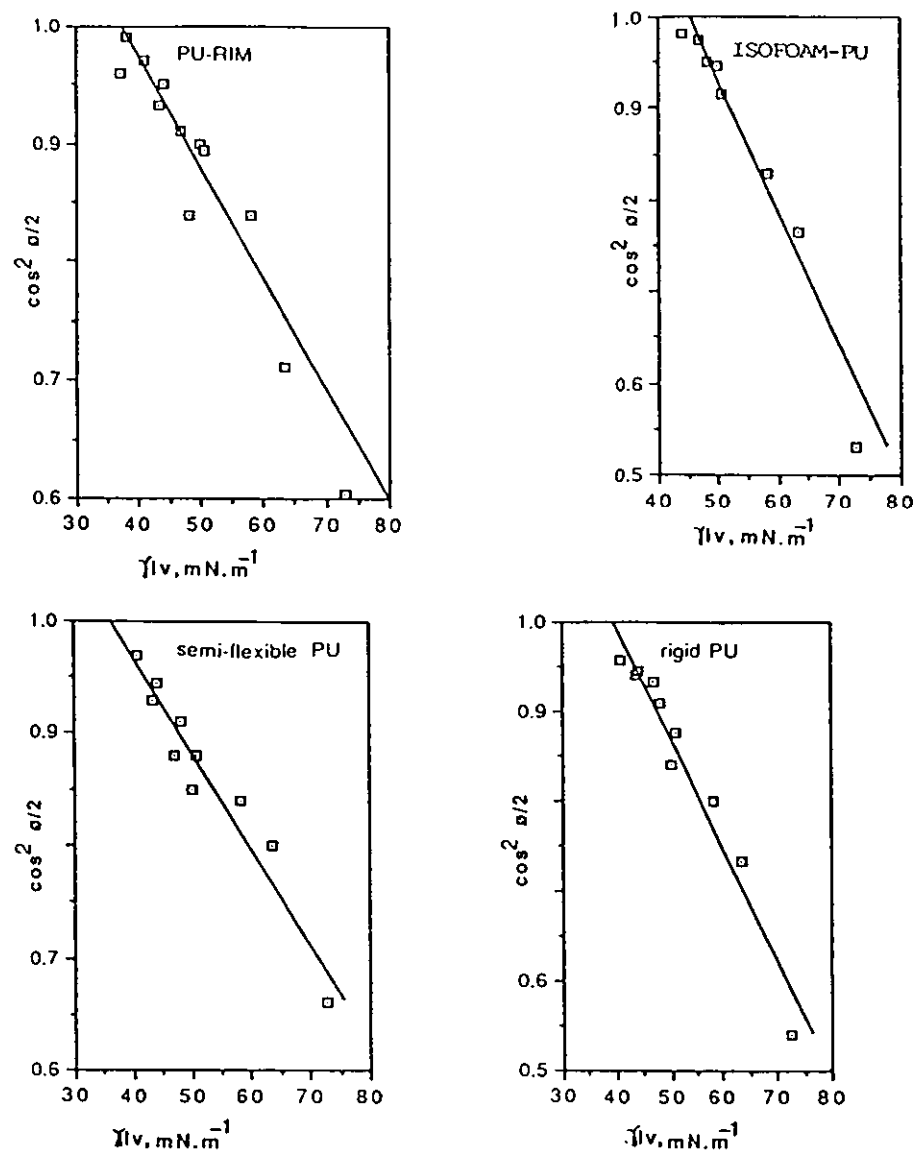 PU-RIM
1.0
0.9
0.7
0.6
cos² ø/2
30 40 50 60 70 80
γlv, mN.m⁻¹
ISOFOAM-PU
1.0
0.9
0.6
0.5
cos² ø/2
40 50 60 70 80
γlv, mN.m⁻¹
semi-flexible PU
1.0
0.9
0.7
0.6
cos² ø/2
30 40 50 60 70 80
γlv, mN.m⁻¹
rigid PU
1.0
0.9
0.6
0.5
cos² ø/2
30 40 50 60 70 80
γlv, mN.m⁻¹